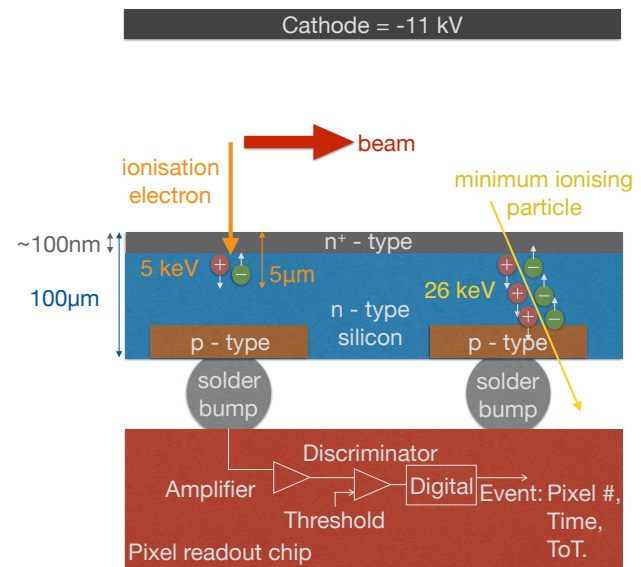 Cathode = -11 kV
beam
ionisation
electron
minimum ionising
particle
~100nm
n⁺ - type
5 keV
5μm
26 keV
100μm
n - type
silicon
p - type
p - type
solder
bump
solder
bump
Discriminator
Amplifier
Digital
Event: Pixel #,
Time,
ToT.
Threshold
Pixel readout chip